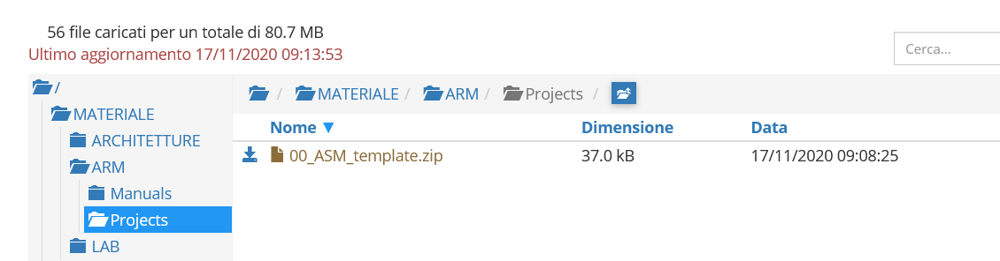 56 file caricati per un totale di 80.7 MB
Ultimo aggiornamento 17/11/2020 09:13:53
Cerca...
/
MATERIALE
ARCHITETTURE
ARM
Manuals
Projects
LAB
/ MATERIALE / ARM / Projects /
Nome ▼ Dimensione Data
00_ASM_template.zip 37.0 kB 17/11/2020 09:08:25